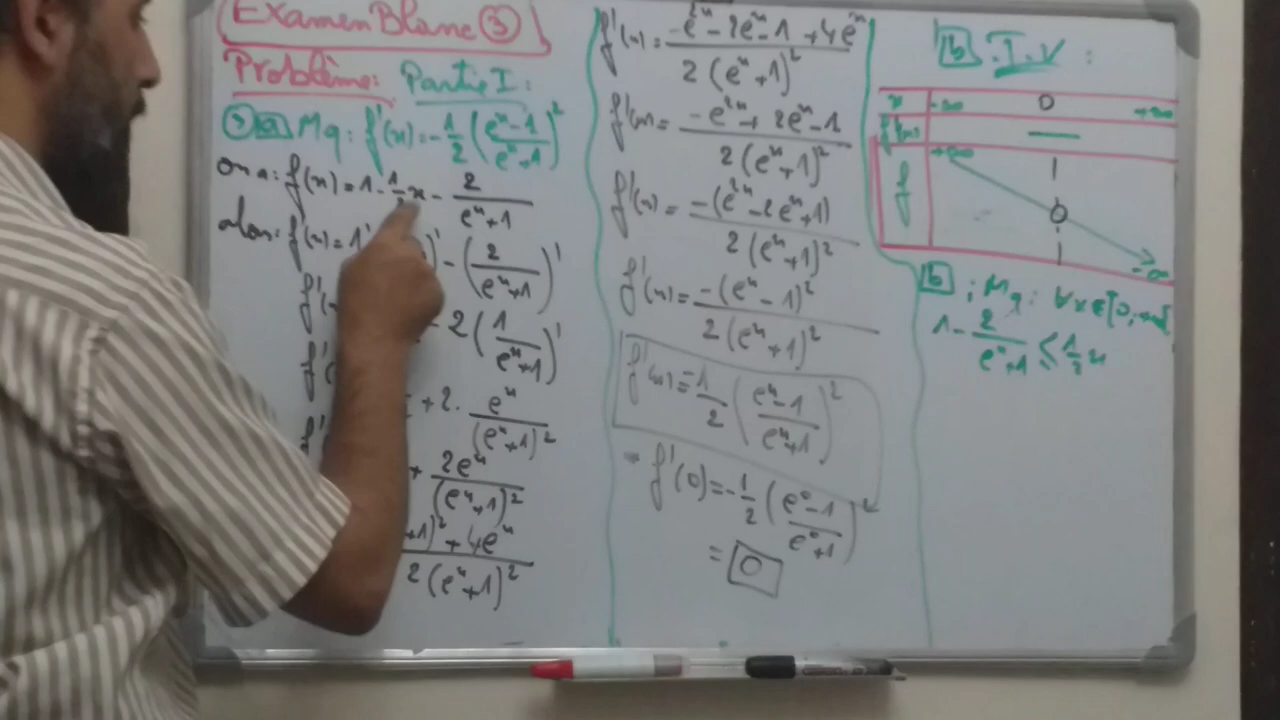 Examen Blanc ③
Problème: Partie I:
② a Mq: f'(x)=-1/2((e^x-1)/(e^x+1))^2
on a: f(x)=1-1/2x-2/(e^x+1)
alors: f'(x)=1' )'-(2/(e^x+1))'
f'( -2(1/(e^x+1))'
f'( +2.e^x/(e^x+1)^2
f' +2e^x/(e^x+1)^2
+1)^2+4e^x
2(e^x+1)^2
f'(x)=(-e^2x-2e^x-1+4e^x)/(2(e^x+1)^2)
f'(x)=(-e^2x+2e^x-1)/(2(e^x+1)^2)
f'(x)=-(e^2x-2e^x+1)/(2(e^x+1)^2)
f'(x)=-(e^x-1)^2/(2(e^x+1)^2)
f'(x)=-1/2((e^x-1)/(e^x+1))^2
- f'(0)=-1/2((e^0-1)/(e^0+1))^2
= 0
b T.V:
x -∞ 0 +∞
f'(x) —
f +∞ 0 -∞
b ; Mq: ∀x∈[0,+∞[
1-2/(e^x+1)≤1/2x